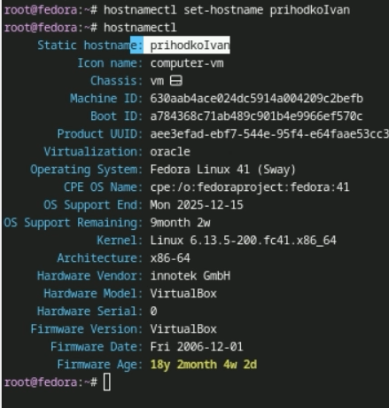 root@fedora:~# hostnamectl set-hostname prihodkoIvan
root@fedora:~# hostnamectl
Static hostname: prihodkoIvan
Icon name: computer-vm
Chassis: vm
Machine ID: 630aab4ace024dc5914a004209c2befb
Boot ID: a784368c71ab489c901b4e9966ef570c
Product UUID: aee3efad-ebf7-544e-95f4-e64faae53cc3
Virtualization: oracle
Operating System: Fedora Linux 41 (Sway)
CPE OS Name: cpe:/o:fedoraproject:fedora:41
OS Support End: Mon 2025-12-15
OS Support Remaining: 9month 2w
Kernel: Linux 6.13.5-200.fc41.x86_64
Architecture: x86-64
Hardware Vendor: innotek GmbH
Hardware Model: VirtualBox
Hardware Serial: 0
Firmware Version: VirtualBox
Firmware Date: Fri 2006-12-01
Firmware Age: 18y 2month 4w 2d
root@fedora:~#